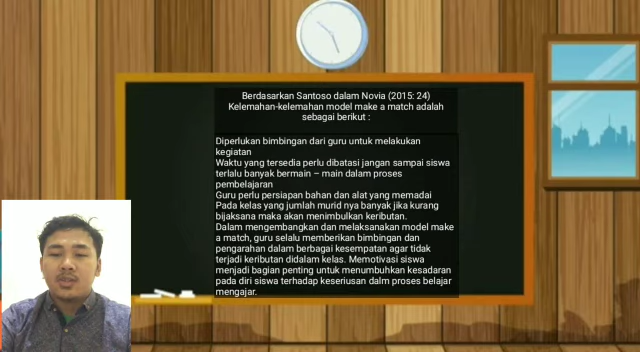 Berdasarkan Santoso dalam Novia (2015: 24)
Kelemahan-kelemahan model make a match adalah
sebagai berikut :
Diperlukan bimbingan dari guru untuk melakukan
kegiatan
Waktu yang tersedia perlu dibatasi jangan sampai siswa
terlalu banyak bermain – main dalam proses
pembelajaran
Guru perlu persiapan bahan dan alat yang memadai
Pada kelas yang jumlah murid nya banyak jika kurang
bijaksana maka akan menimbulkan keributan.
Dalam mengembangkan dan melaksanakan model make
a match, guru selalu memberikan bimbingan dan
pengarahan dalam berbagai kesempatan agar tidak
terjadi keributan didalam kelas. Memotivasi siswa
menjadi bagian penting untuk menumbuhkan kesadaran
pada diri siswa terhadap keseriusan dalm proses belajar
mengajar.